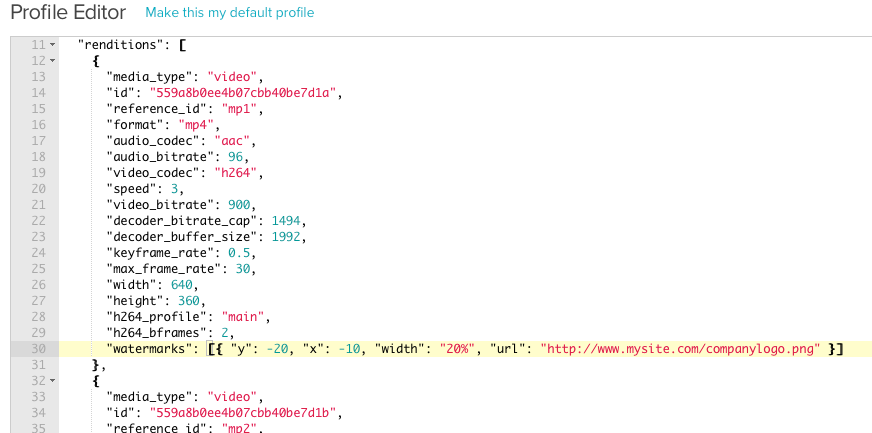 Profile Editor Make this my default profile
11 "renditions": [
12 {
13 "media_type": "video",
14 "id": "559a8b0ee4b07cbb40be7d1a",
15 "reference_id": "mp1",
16 "format": "mp4",
17 "audio_codec": "aac",
18 "audio_bitrate": 96,
19 "video_codec": "h264",
20 "speed": 3,
21 "video_bitrate": 900,
22 "decoder_bitrate_cap": 1494,
23 "decoder_buffer_size": 1992,
24 "keyframe_rate": 0.5,
25 "max_frame_rate": 30,
26 "width": 640,
27 "height": 360,
28 "h264_profile": "main",
29 "h264_bframes": 2,
30 "watermarks": [{ "y": -20, "x": -10, "width": "20%", "url": "http://www.mysite.com/companylogo.png" }]
31 },
32 {
33 "media_type": "video",
34 "id": "559a8b0ee4b07cbb40be7d1b",
35 "reference_id": "mp2",